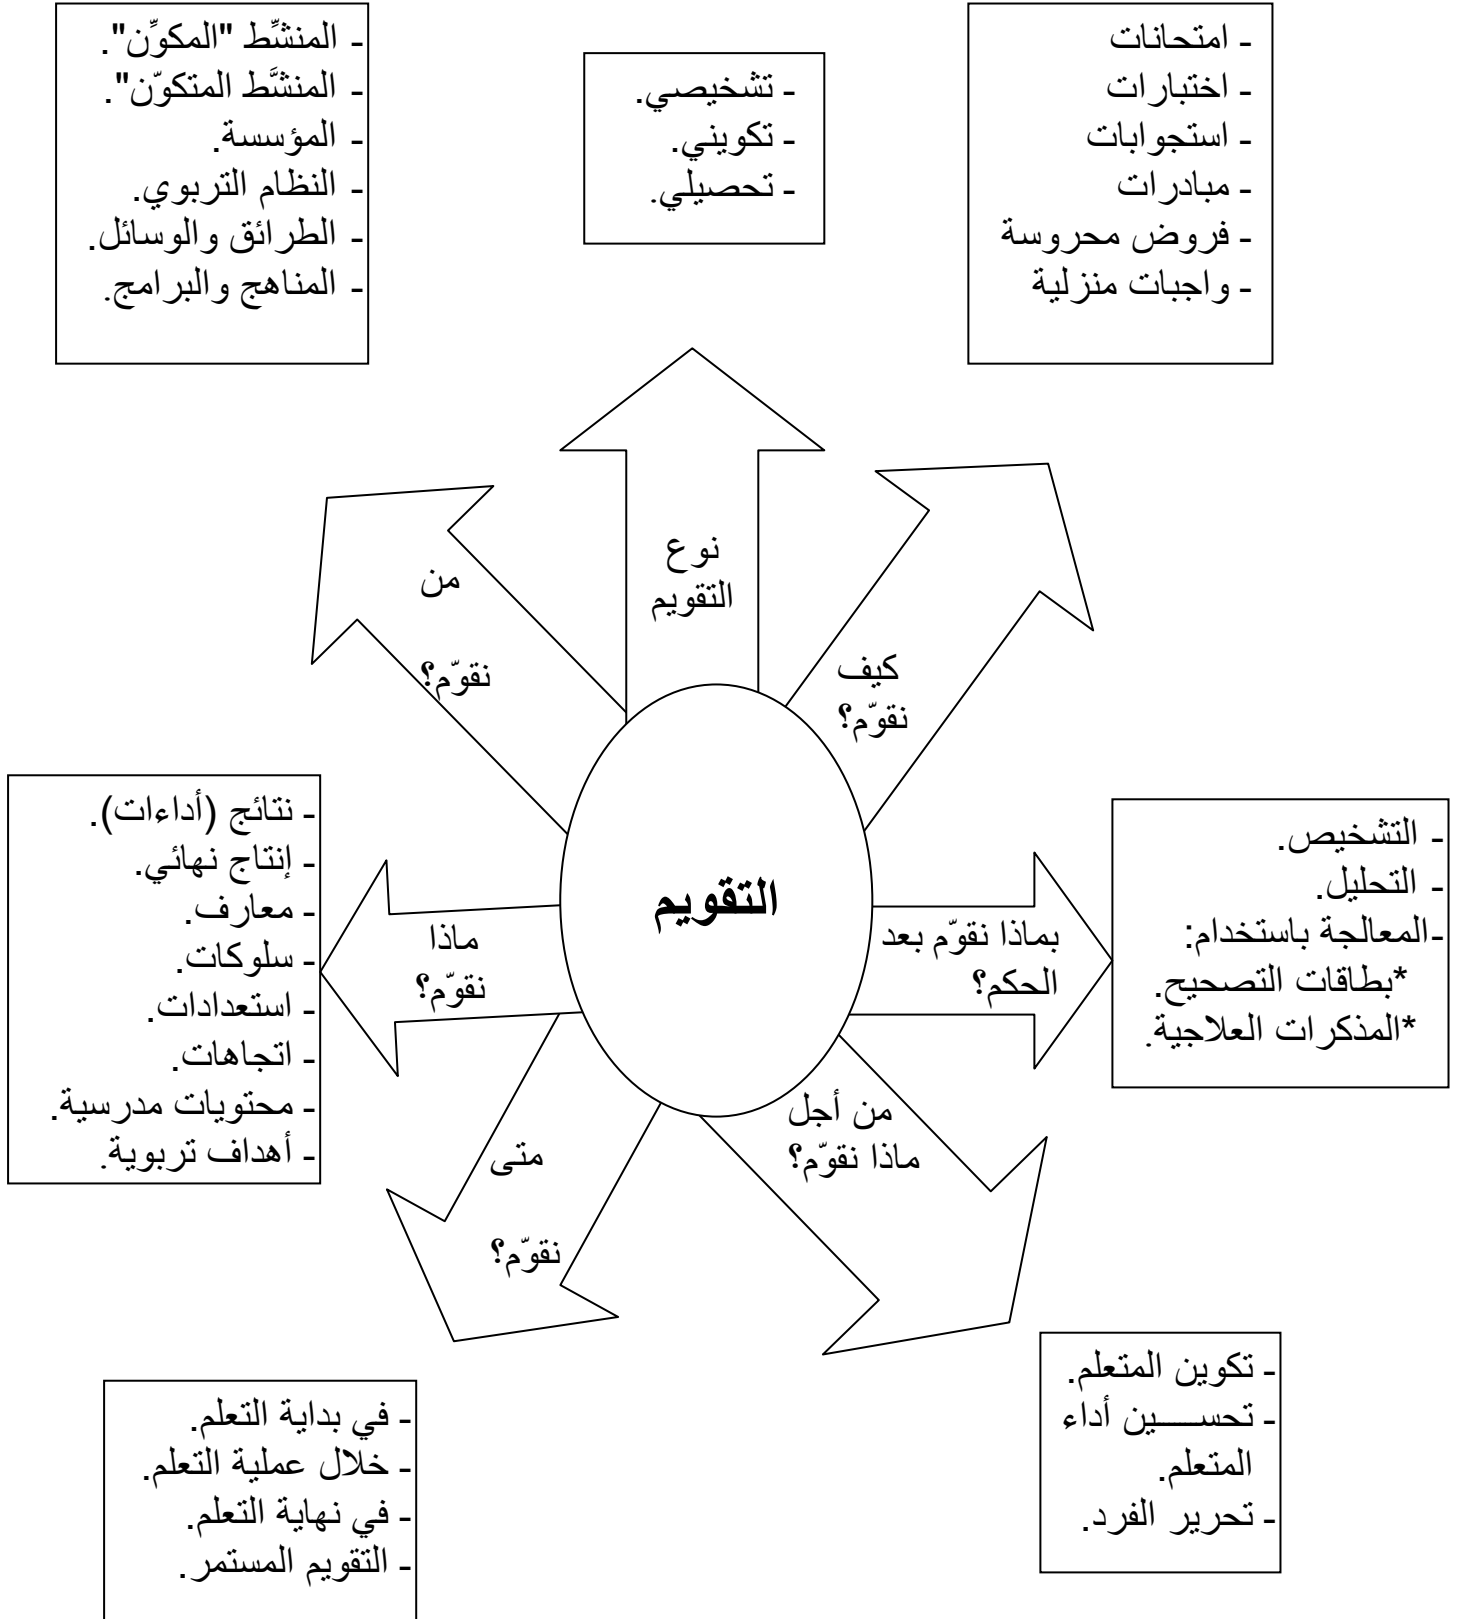 - امتحانات
- اختبارات
- استجوابات
- مبادرات
- فروض محروسة
- واجبات منزلية
- تشخيصي.
- تكويني.
- تحصيلي.
- المنشِّط "المكوِّن".
- المنشَّط المتكوّن".
- المؤسسة.
- النظام التربوي.
- الطرائق والوسائل.
- المناهج والبرامج.
نوع
التقويم
كيف
نقوّم؟
من
نقوّم؟
التقويم
بماذا نقوّم بعد
الحكم؟
- التشخيص.
- التحليل.
-المعالجة باستخدام:
*بطاقات التصحيح.
*المذكرات العلاجية.
ماذا
نقوّم؟
- نتائج (أداءات).
- إنتاج نهائي.
- معارف.
- سلوكات.
- استعدادات.
- اتجاهات.
- محتويات مدرسية.
- أهداف تربوية.
من أجل
ماذا نقوّم؟
متى
نقوّم؟
- تكوين المتعلم.
- تحســـــين أداء
المتعلم.
- تحرير الفرد.
- في بداية التعلم.
- خلال عملية التعلم.
- في نهاية التعلم.
- التقويم المستمر.